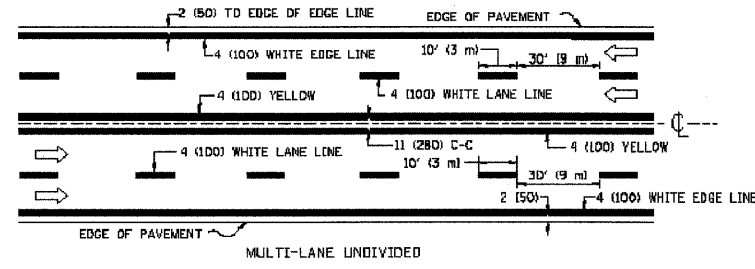 2 (50) TO EDGE OF EDGE LINE
EDGE OF PAVEMENT
4 (100) WHITE EDGE LINE
10' (3 m)
30' (9 m)
4 (100) YELLOW
4 (100) WHITE LANE LINE
℄
4 (100) WHITE LANE LINE
11 (280) C-C
4 (100) YELLOW
10' (3 m)
30' (9 m)
2 (50)
4 (100) WHITE EDGE LINE
EDGE OF PAVEMENT
MULTI-LANE UNDIVIDED